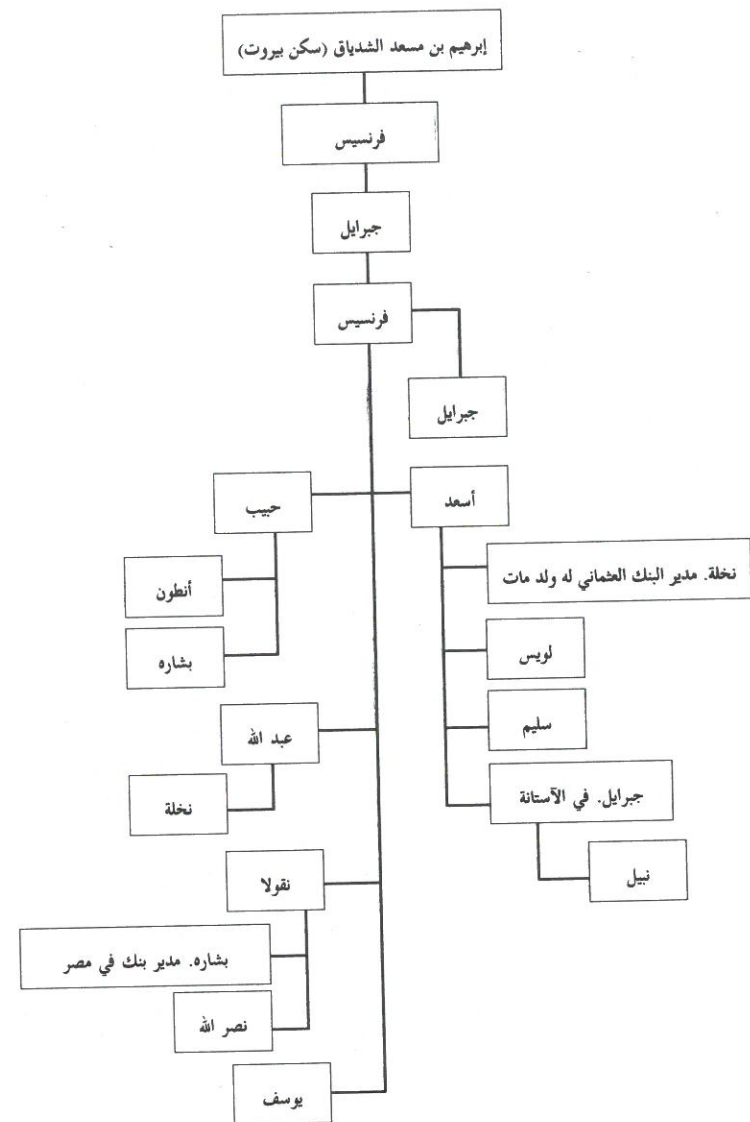 إبرهيم بن مسعد الشدياق (سكن بيروت)
فرنسيس
جبرايل
فرنسيس
جبرايل
أسعد
نخلة. مدير البنك العثماني له ولد مات
لويس
سليم
جبرايل. في الآستانة
نبيل
حبيب
أنطون
بشاره
عبد الله
نخلة
نقولا
بشاره. مدير بنك في مصر
نصر الله
يوسف